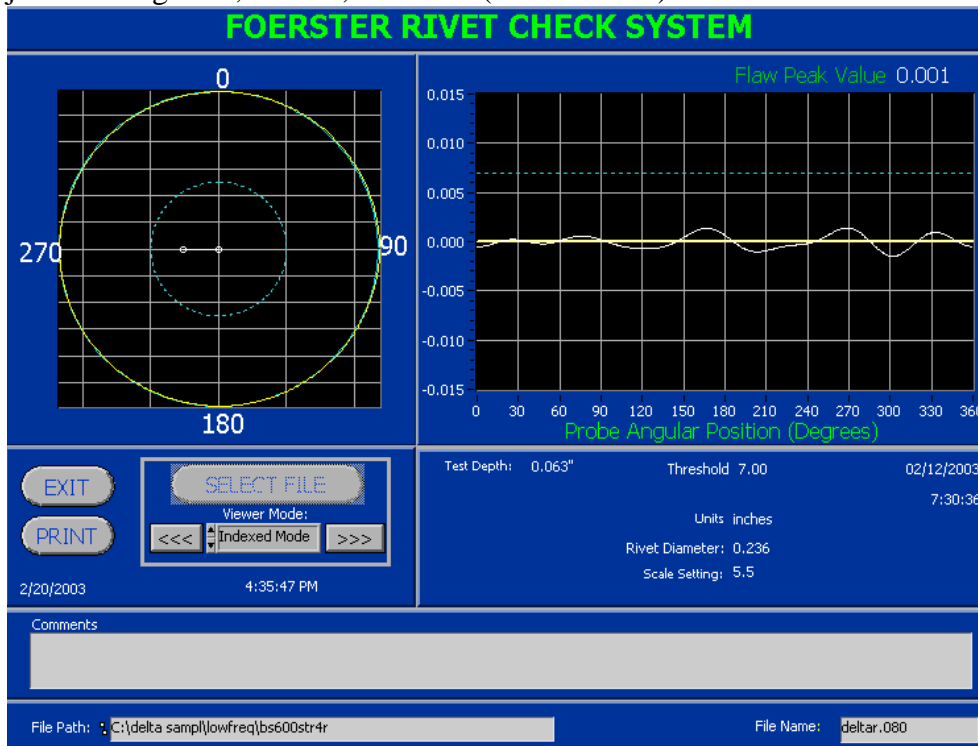 FOERSTER RIVET CHECK SYSTEM
0
270
90
180
Flaw Peak Value 0.001
0.015
0.010
0.005
0.000
-0.005
-0.010
-0.015
0 30 60 90 120 150 180 210 240 270 300 330 360
Probe Angular Position (Degrees)
EXIT
PRINT
SELECT FILE
Viewer Mode:
<<< Indexed Mode >>>
2/20/2003 4:35:47 PM
Test Depth: 0.063" Threshold 7.00 02/12/2003
7:30:36
Units inches
Rivet Diameter: 0.236
Scale Setting: 5.5
Comments
File Path: C:\delta sampl\lowfreq\bs600str4r
File Name: deltar.080